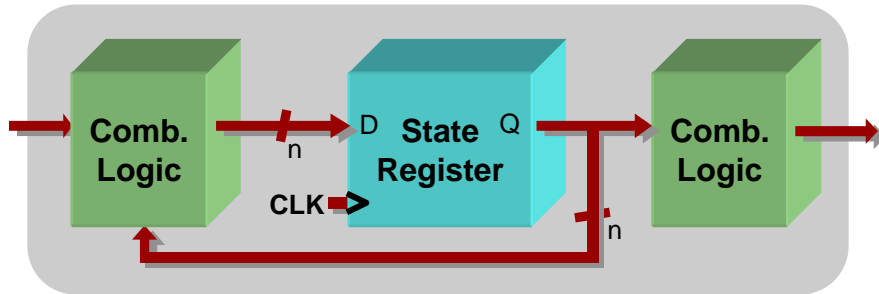 Comb.
Logic
n
D
State
Register
Q
CLK
n
Comb.
Logic